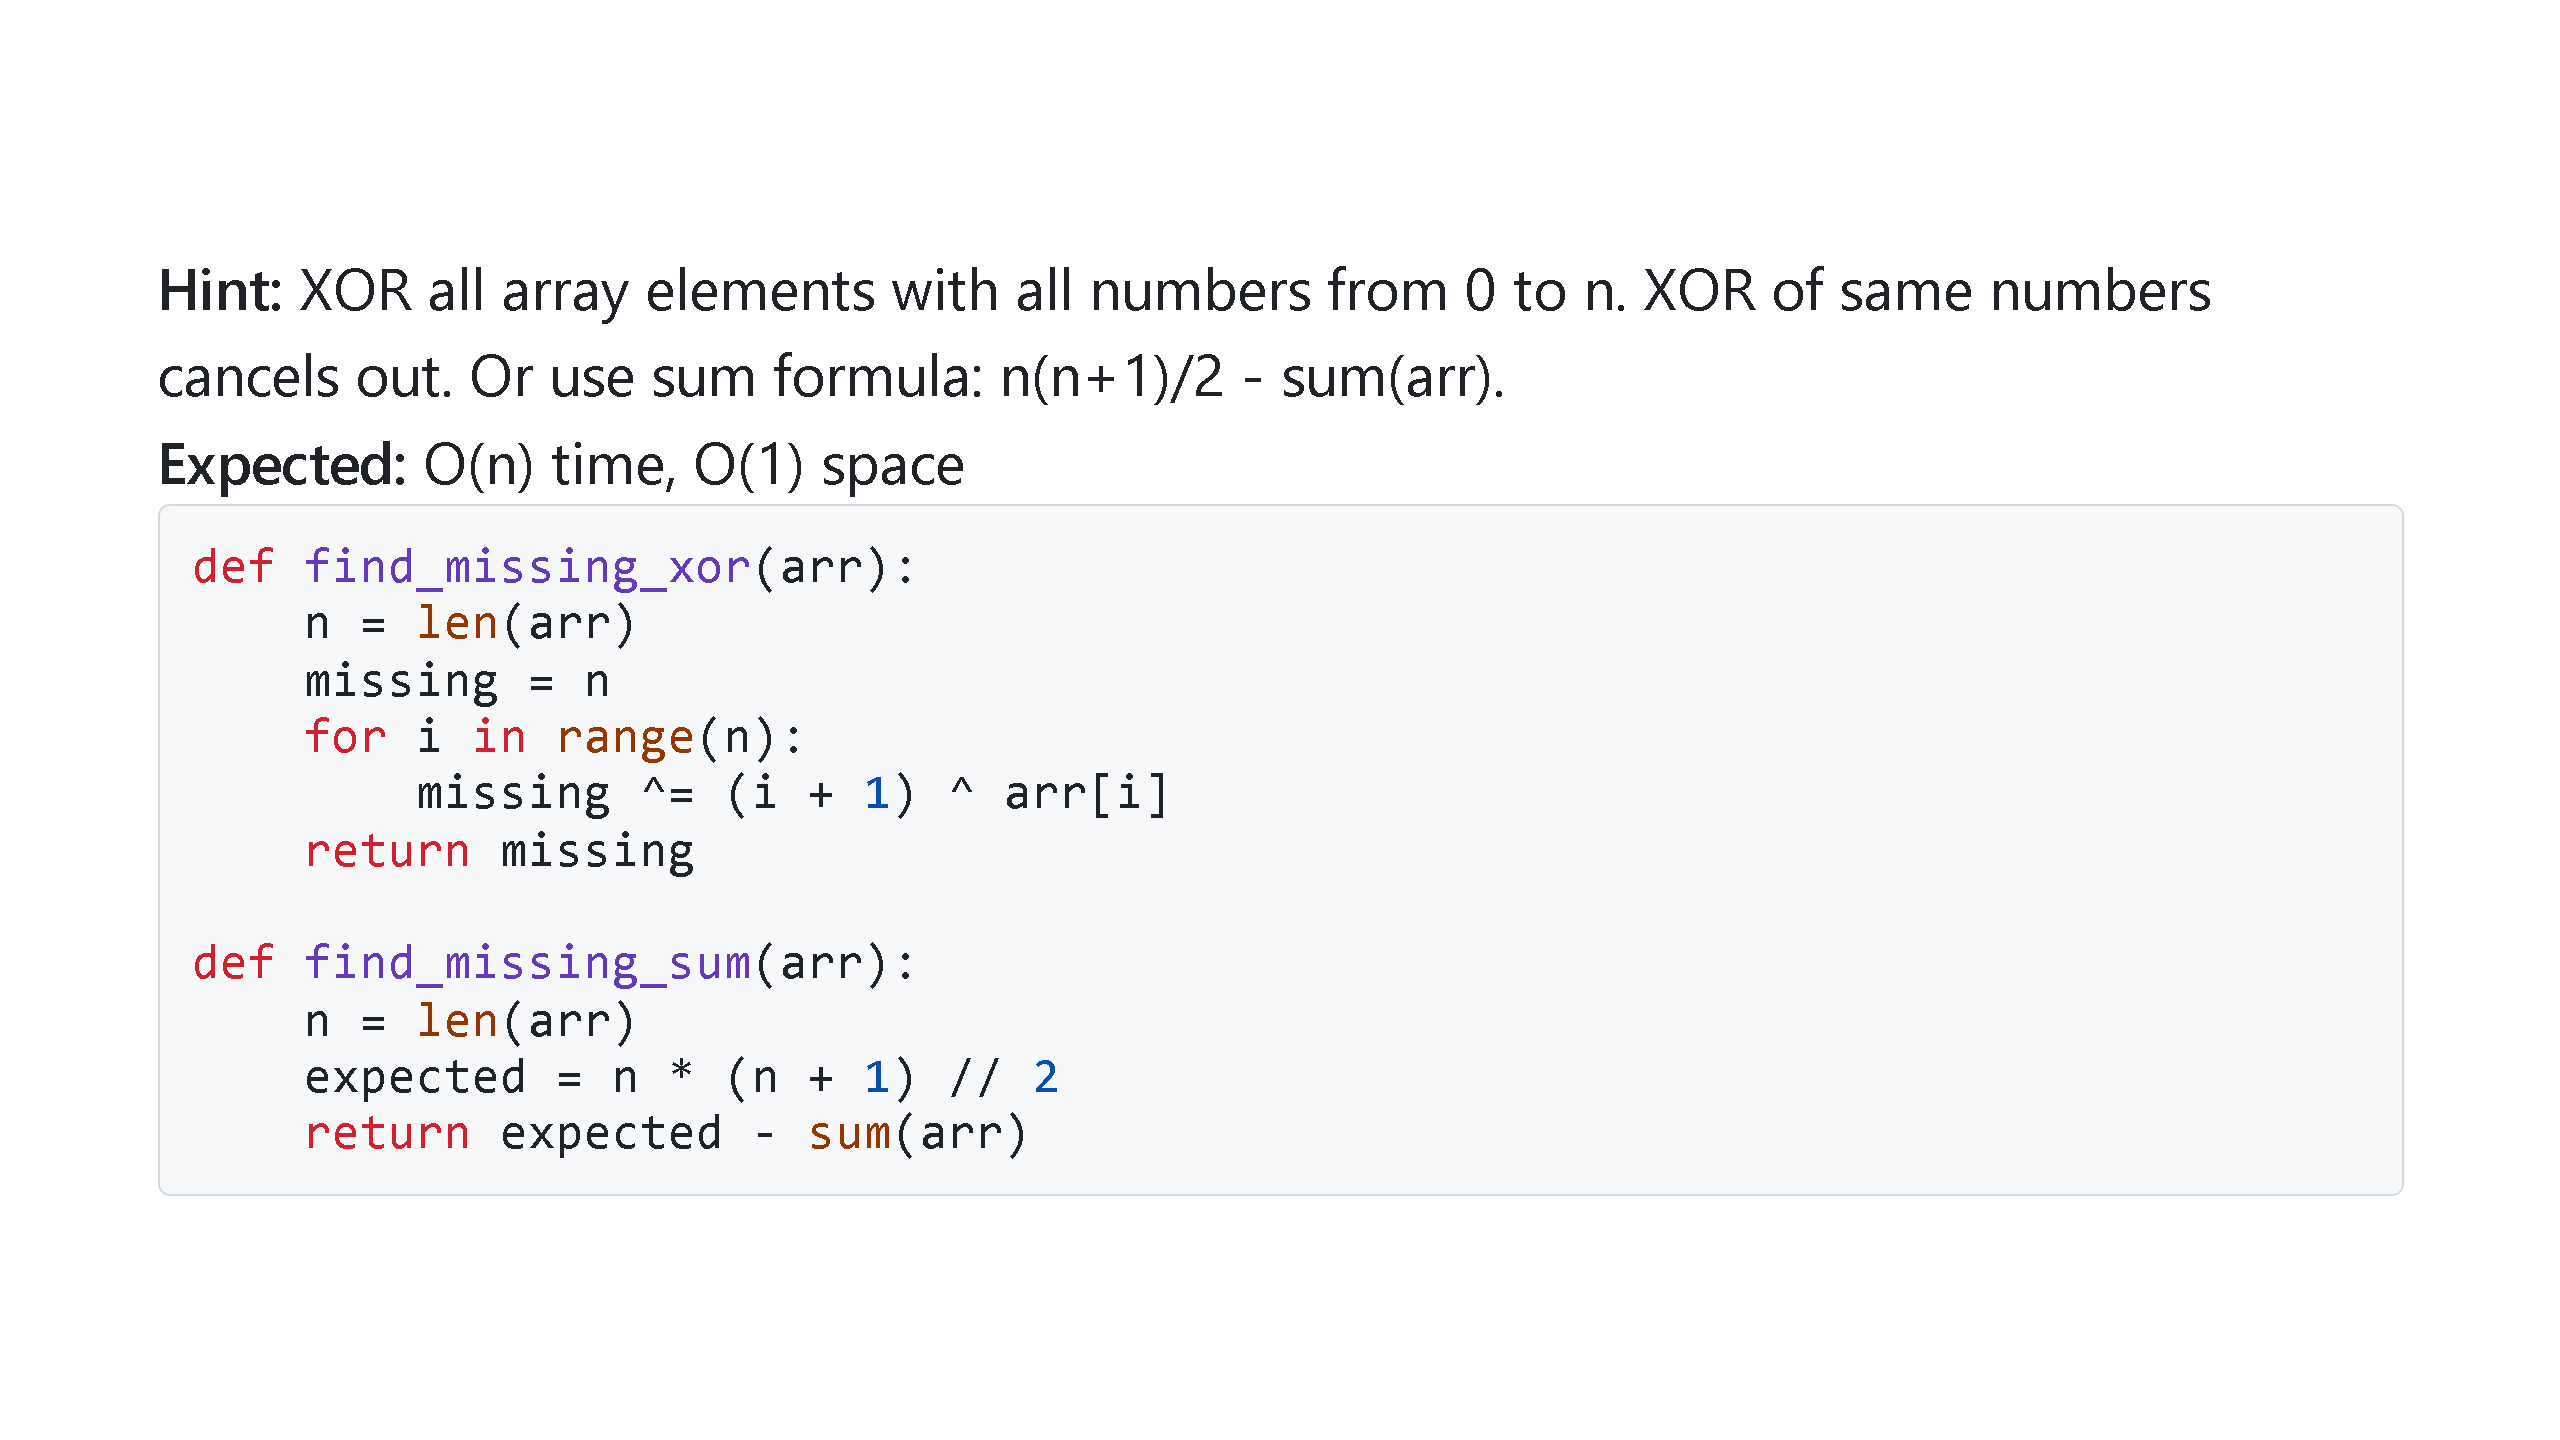 Hint: XOR all array elements with all numbers from 0 to n. XOR of same numbers
cancels out. Or use sum formula: n(n+1)/2 - sum(arr).
Expected: O(n) time, O(1) space
def find_missing_xor(arr):
    n = len(arr)
    missing = n
    for i in range(n):
        missing ^= (i + 1) ^ arr[i]
    return missing

def find_missing_sum(arr):
    n = len(arr)
    expected = n * (n + 1) // 2
    return expected - sum(arr)